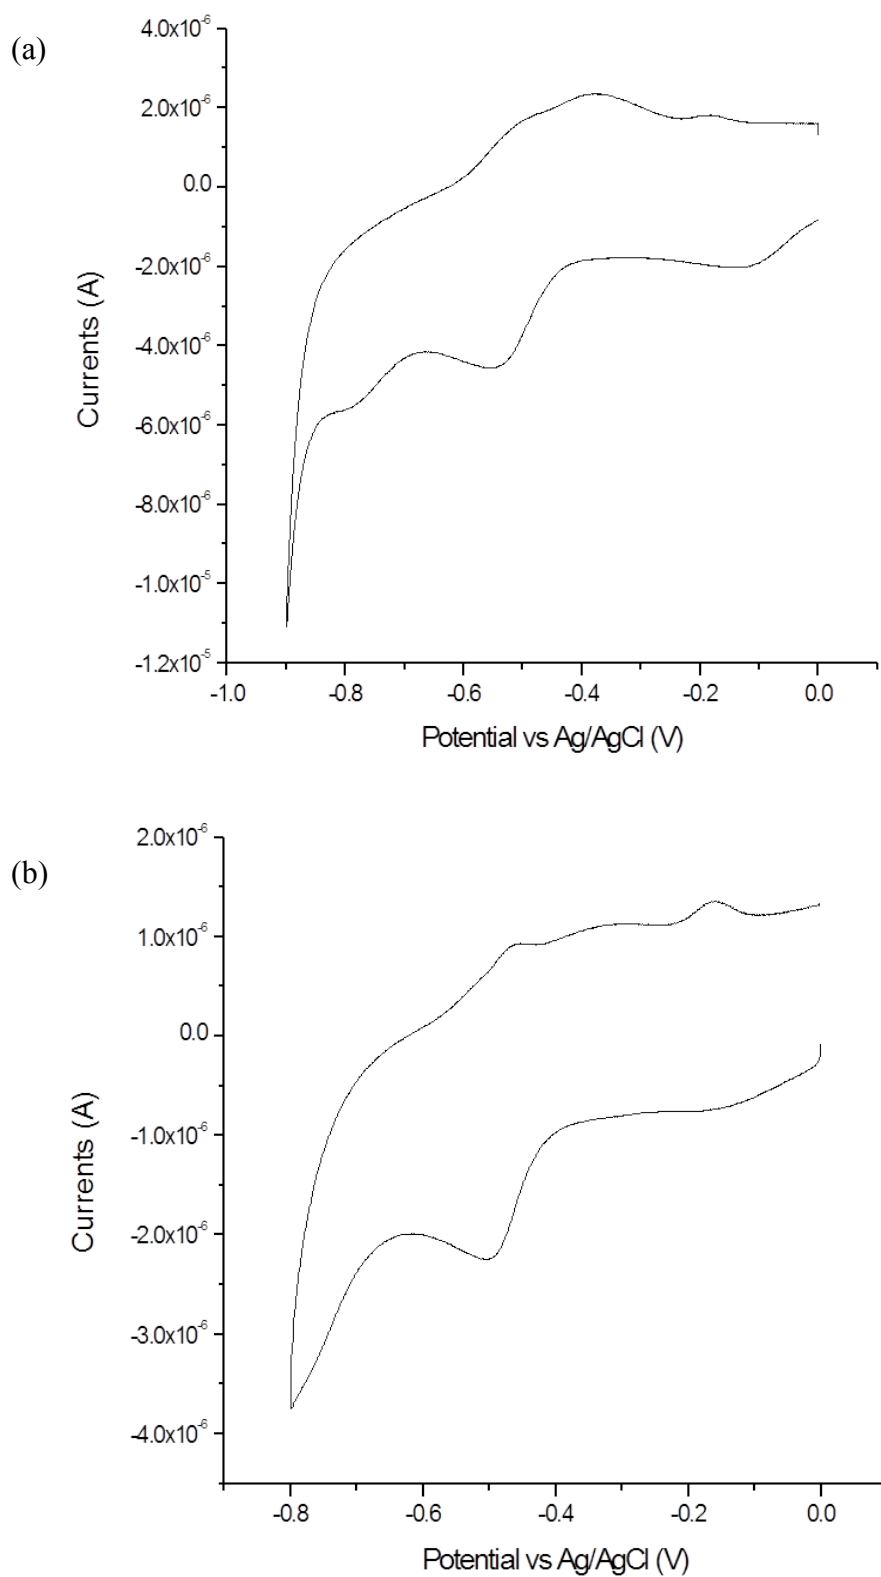 (a)
4.0x10⁻⁶
2.0x10⁻⁶
0.0
-2.0x10⁻⁶
-4.0x10⁻⁶
-6.0x10⁻⁶
-8.0x10⁻⁶
-1.0x10⁻⁵
-1.2x10⁻⁵
Currents (A)
-1.0 -0.8 -0.6 -0.4 -0.2 0.0
Potential vs Ag/AgCl (V)
(b)
2.0x10⁻⁶
1.0x10⁻⁶
0.0
-1.0x10⁻⁶
-2.0x10⁻⁶
-3.0x10⁻⁶
-4.0x10⁻⁶
Currents (A)
-0.8 -0.6 -0.4 -0.2 0.0
Potential vs Ag/AgCl (V)